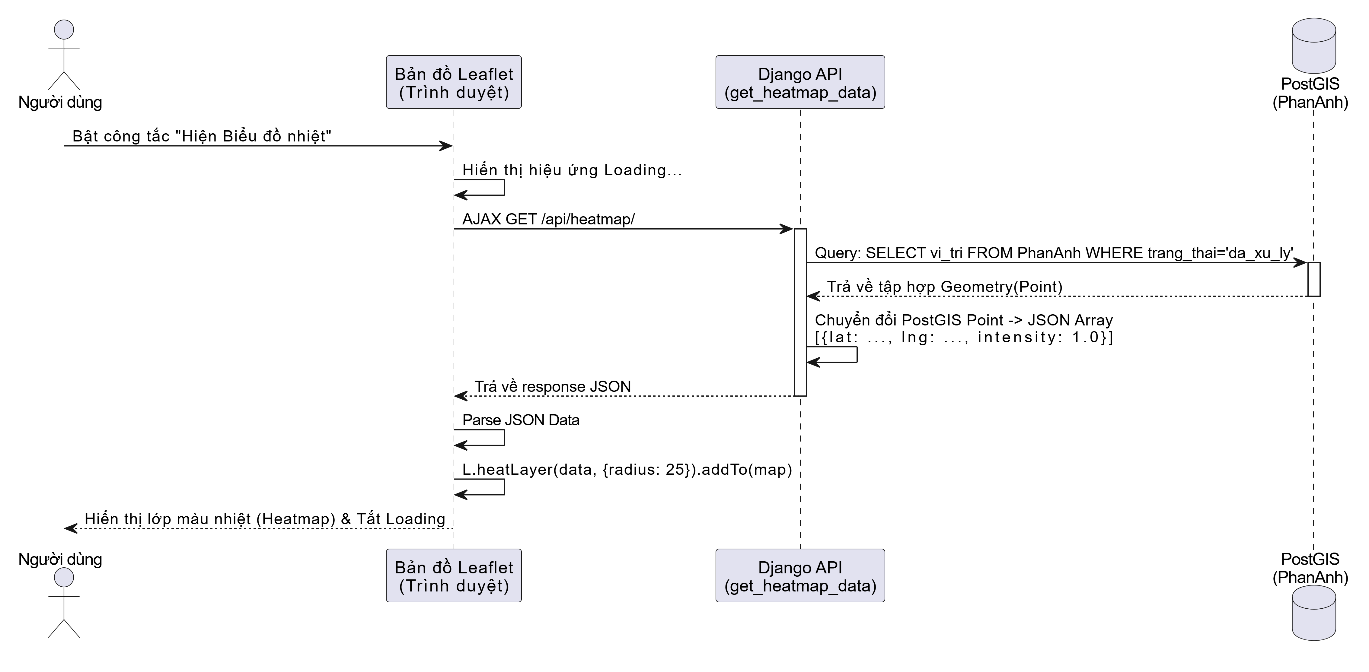 Người dùng
Bản đồ Leaflet
(Trình duyệt)
Django API
(get_heatmap_data)
PostGIS
(PhanAnh)
Bật công tắc "Hiện Biểu đồ nhiệt"
Hiển thị hiệu ứng Loading...
AJAX GET /api/heatmap/
Query: SELECT vi_tri FROM PhanAnh WHERE trang_thai='da_xu_ly'
Trả về tập hợp Geometry(Point)
Chuyển đổi PostGIS Point -> JSON Array
[{lat: ..., lng: ..., intensity: 1.0}]
Trả về response JSON
Parse JSON Data
L.heatLayer(data, {radius: 25}).addTo(map)
Hiển thị lớp màu nhiệt (Heatmap) & Tắt Loading
Người dùng
Bản đồ Leaflet
(Trình duyệt)
Django API
(get_heatmap_data)
PostGIS
(PhanAnh)